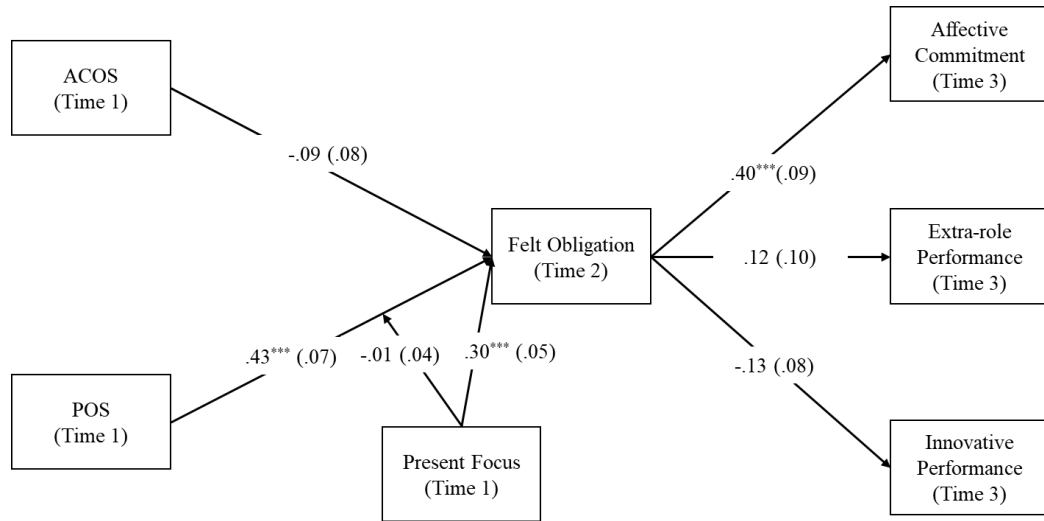 ACOS
(Time 1)
-.09 (.08)
POS
(Time 1)
.43*** (.07)
-.01 (.04)
.30*** (.05)
Present Focus
(Time 1)
Felt Obligation
(Time 2)
.40***(.09)
.12 (.10)
-.13 (.08)
Affective
Commitment
(Time 3)
Extra-role
Performance
(Time 3)
Innovative
Performance
(Time 3)